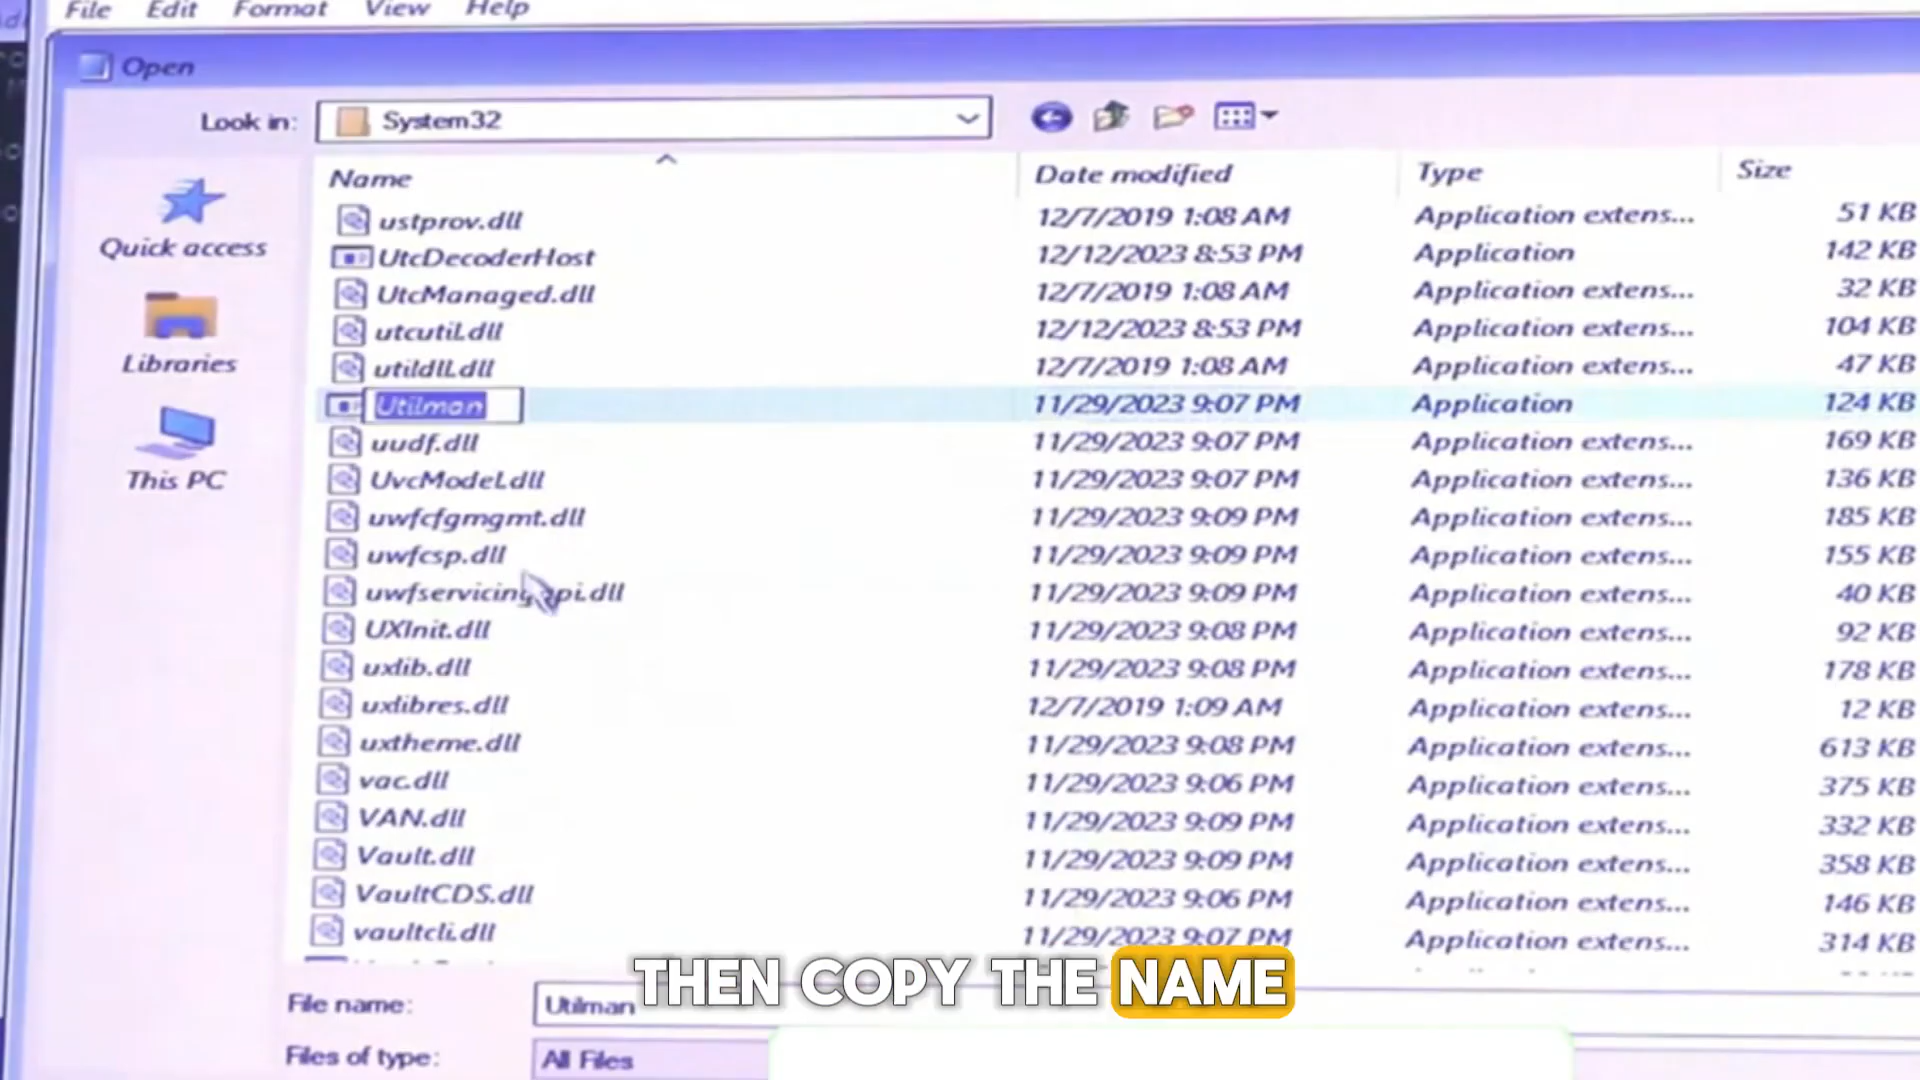 File Edit Format View Help
Open
Look in: System32
Name Date modified Type Size
ustprov.dll 12/7/2019 1:08 AM Application extens... 51 KB
UtcDecoderHost 12/12/2023 8:53 PM Application 142 KB
UtcManaged.dll 12/7/2019 1:08 AM Application extens... 32 KB
utcutil.dll 12/12/2023 8:53 PM Application extens... 104 KB
utildll.dll 12/7/2019 1:08 AM Application extens... 47 KB
Utilman 11/29/2023 9:07 PM Application 124 KB
uudf.dll 11/29/2023 9:07 PM Application extens... 169 KB
UvcModel.dll 11/29/2023 9:07 PM Application extens... 136 KB
uwfcfgmgmt.dll 11/29/2023 9:09 PM Application extens... 185 KB
uwfcsp.dll 11/29/2023 9:09 PM Application extens... 155 KB
uwfservicingapi.dll 11/29/2023 9:09 PM Application extens... 40 KB
UXInit.dll 11/29/2023 9:08 PM Application extens... 92 KB
uxlib.dll 11/29/2023 9:08 PM Application extens... 178 KB
uxlibres.dll 12/7/2019 1:09 AM Application extens... 12 KB
uxtheme.dll 11/29/2023 9:08 PM Application extens... 613 KB
vac.dll 11/29/2023 9:06 PM Application extens... 375 KB
VAN.dll 11/29/2023 9:09 PM Application extens... 332 KB
Vault.dll 11/29/2023 9:09 PM Application extens... 358 KB
VaultCDS.dll 11/29/2023 9:06 PM Application extens... 146 KB
vaultcli.dll 11/29/2023 9:07 PM Application extens... 314 KB
Quick access
Libraries
This PC
THEN COPY THE NAME
File name: Utilman
Files of type: All Files